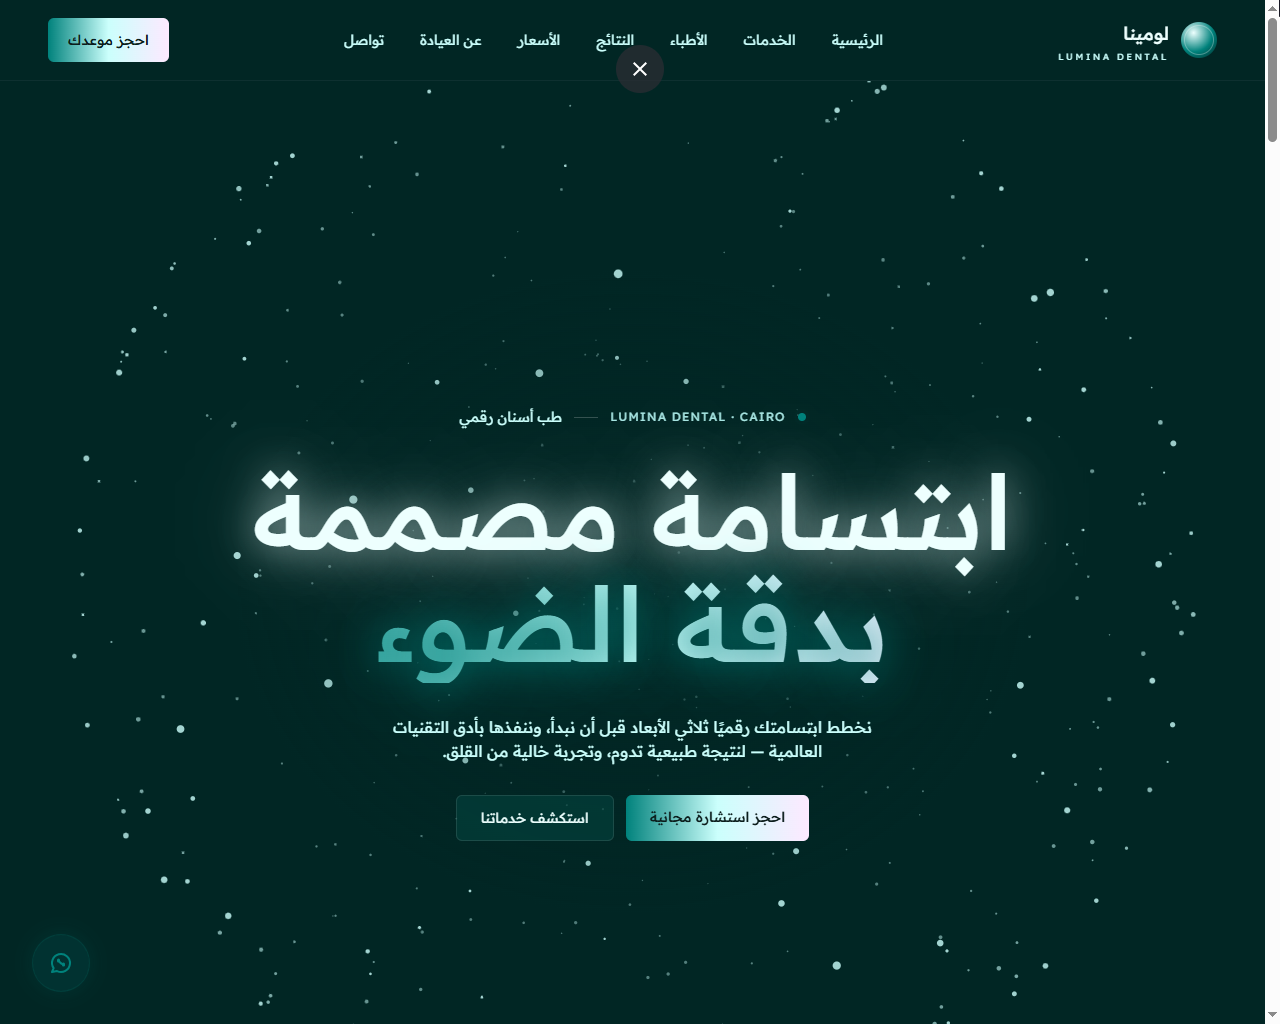 لومينا
LUMINA DENTAL
الرئيسية
الخدمات
الأطباء
النتائج
الأسعار
عن العيادة
تواصل
احجز موعدك
LUMINA DENTAL · CAIRO — طب أسنان رقمي
ابتسامة مصممة
بدقة الضوء
نخطط ابتسامتك رقميًا ثلاثي الأبعاد قبل أن نبدأ، وننفذها بأدق التقنيات
العالمية — لنتيجة طبيعية تدوم، وتجربة خالية من القلق.
احجز استشارة مجانية
استكشف خدماتنا